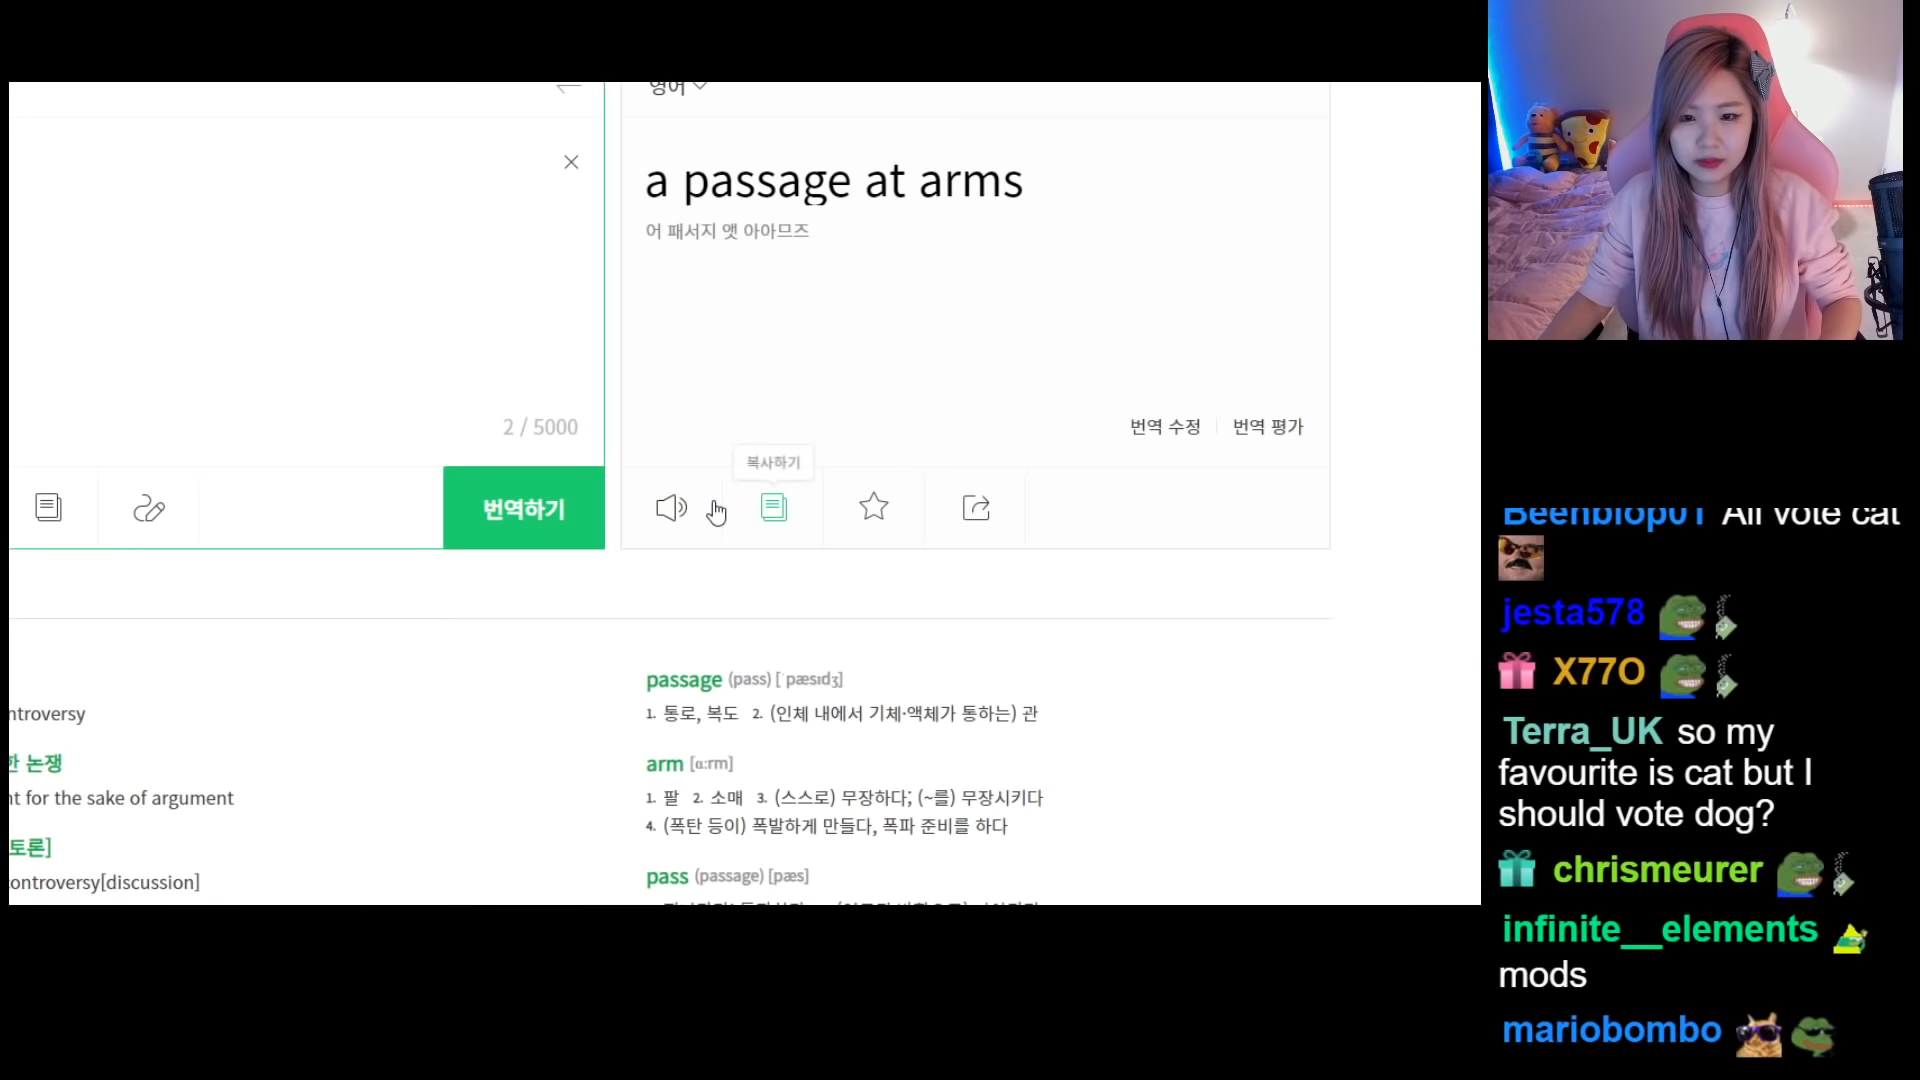 영어
a passage at arms
어 패서지 앳 아아므즈
2 / 5000
번역 수정
번역 평가
복사하기
번역하기
ntroversy
한 논쟁
nt for the sake of argument
토론]
controversy[discussion]
passage (pass) [ˈpæsɪdʒ]
1. 통로, 복도 2. (인체 내에서 기체·액체가 통하는) 관
arm [ɑːrm]
1. 팔 2. 소매 3. (스스로) 무장하다; (~를) 무장시키다
4. (폭탄 등이) 폭발하게 만들다, 폭파 준비를 하다
pass (passage) [pæs]
Beenblop01 All vote cat
jesta578
X77O
Terra_UK so my
favourite is cat but I
should vote dog?
chrismeurer
infinite__elements
mods
mariobombo